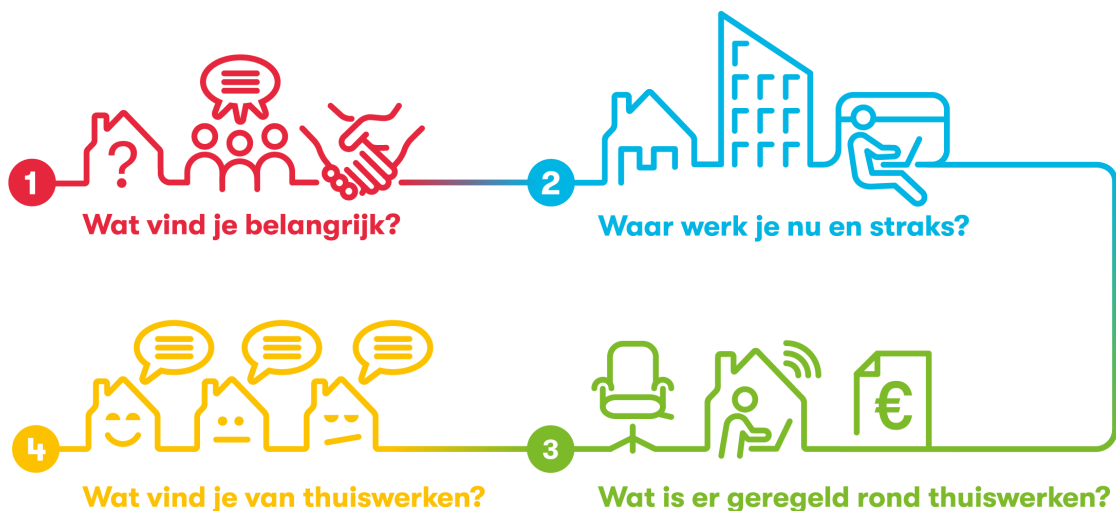 1
Wat vind je belangrijk?
2
Waar werk je nu en straks?
3
Wat is er geregeld rond thuiswerken?
4
Wat vind je van thuiswerken?
?
€